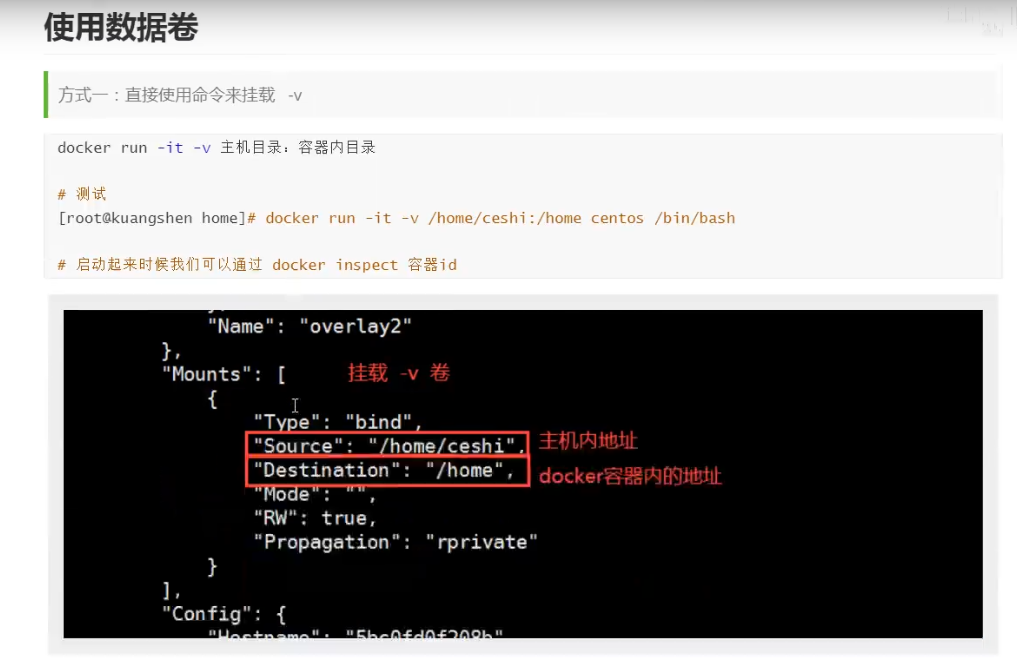 使用数据卷
方式一：直接使用命令来挂载 -v
docker run -it -v 主机目录：容器内目录
# 测试
[root@kuangshen home]# docker run -it -v /home/ceshi:/home centos /bin/bash
# 启动起来时候我们可以通过 docker inspect 容器id
"Name": "overlay2"
},
"Mounts": [ 挂载 -v 卷
{
"Type": "bind",
"Source": "/home/ceshi", 主机内地址
"Destination": "/home", docker容器内的地址
"Mode": "",
"RW": true,
"Propagation": "rprivate"
}
],
"Config": {
"Hostname": "5bc0fd0f208b"